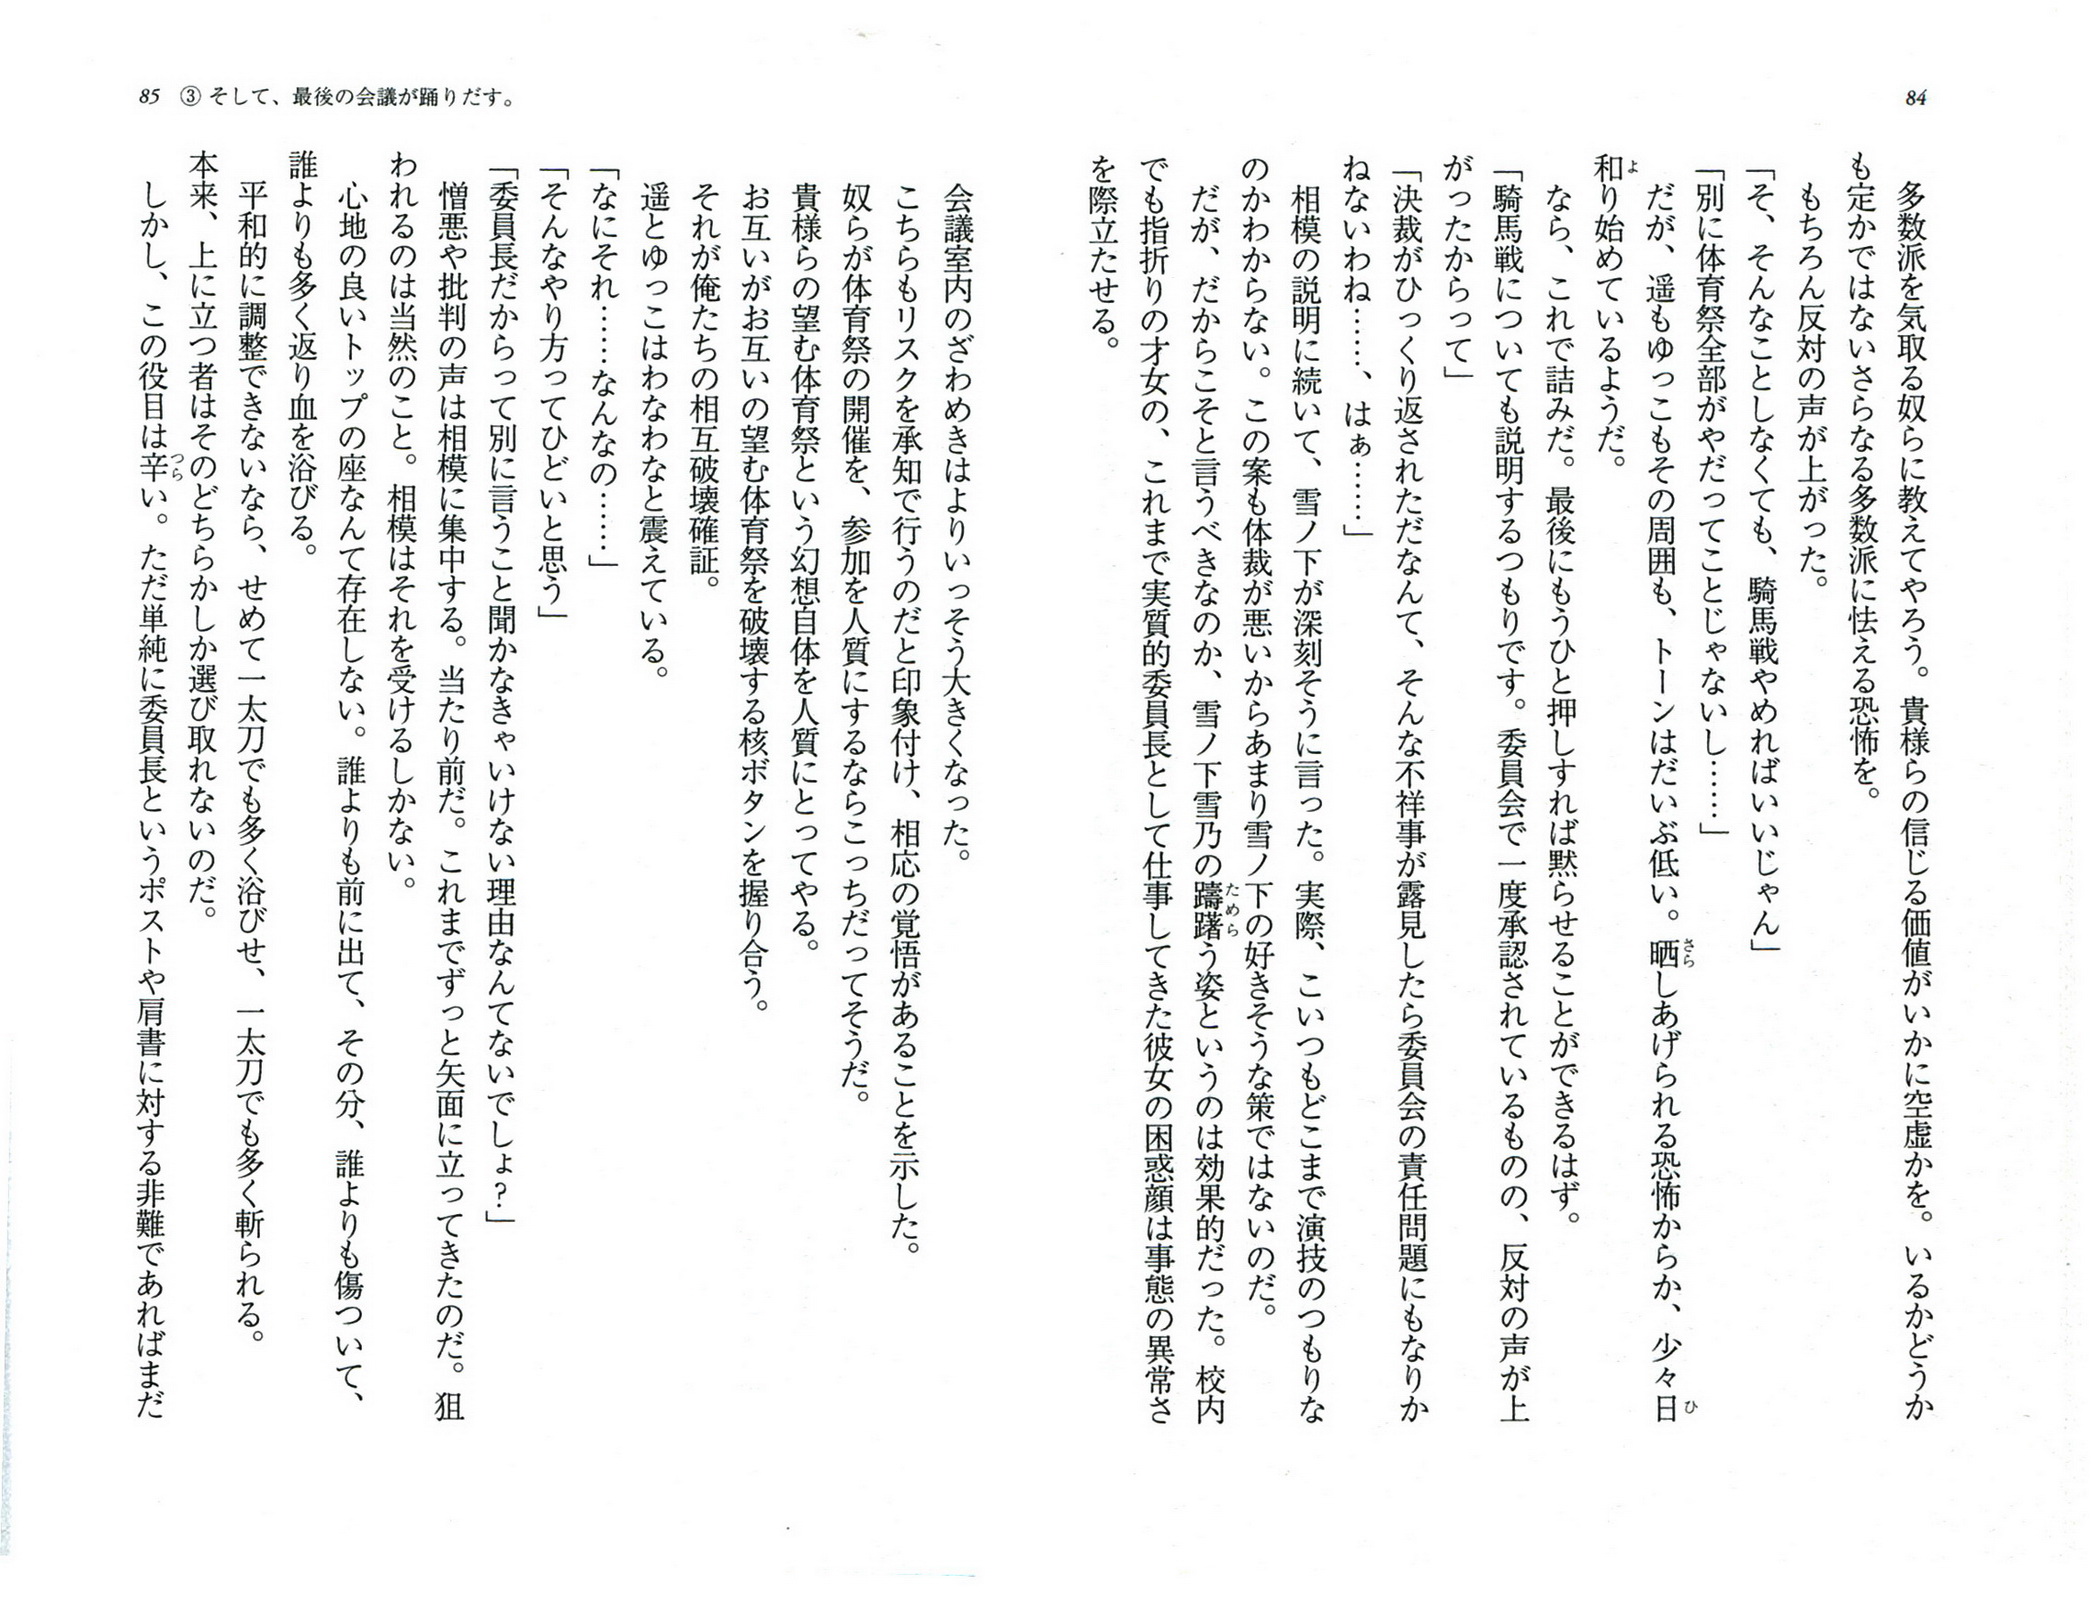 84
多数派を気取る奴らに教えてやろう。貴様らの信じる価値がいかに空虚かを。いるかどうか
も定かではないさらなる多数派に怯える恐怖を。
もちろん反対の声が上がった。
「そ、そんなことしなくても、騎馬戦やめればいいじゃん」
「別に体育祭全部がやだってことじゃないし……」
だが、遥もゆっこもその周囲も、トーンはだいぶ低い。晒しあげられる恐怖からか、少々日
和り始めているようだ。
なら、これで詰みだ。最後にもうひと押しすれば黙らせることができるはず。
「騎馬戦についても説明するつもりです。委員会で一度承認されているものの、反対の声が上
がったからって」
「決裁がひっくり返されただなんて、そんな不祥事が露見したら委員会の責任問題にもなりか
ねないわね……、はぁ……」
相模の説明に続いて、雪ノ下が深刻そうに言った。実際、こいつもどこまで演技のつもりな
のかわからない。この案も体裁が悪いからあまり雪ノ下の好きそうな策ではないのだ。
だが、だからこそと言うべきなのか、雪ノ下雪乃の躊躇う姿というのは効果的だった。校内
でも指折りの才女の、これまで実質的委員長として仕事してきた彼女の困惑顔は事態の異常さ
を際立たせる。
85 ③ そして、最後の会議が踊りだす。
会議室内のざわめきはよりいっそう大きくなった。
こちらもリスクを承知で行うのだと印象付け、相応の覚悟があることを示した。
奴らが体育祭の開催を、参加を人質にするならこっちだってそうだ。
貴様らの望む体育祭という幻想自体を人質にとってやる。
お互いがお互いの望む体育祭を破壊する核ボタンを握り合う。
それが俺たちの相互破壊確証。
遥とゆっこはわなわなと震えている。
「なにそれ……なんなの……」
「そんなやり方ってひどいと思う」
「委員長だからって別に言うこと聞かなきゃいけない理由なんてないでしょ？」
憎悪や批判の声は相模に集中する。当たり前だ。これまでずっと矢面に立ってきたのだ。狙
われるのは当然のこと。相模はそれを受けるしかない。
心地の良いトップの座なんて存在しない。誰よりも前に出て、その分、誰よりも傷ついて、
誰よりも多く返り血を浴びる。
平和的に調整できないなら、せめて一太刀でも多く浴びせ、一太刀でも多く斬られる。
本来、上に立つ者はそのどちらかしか選び取れないのだ。
しかし、この役目は辛い。ただ単純に委員長というポストや肩書に対する非難であればまだ